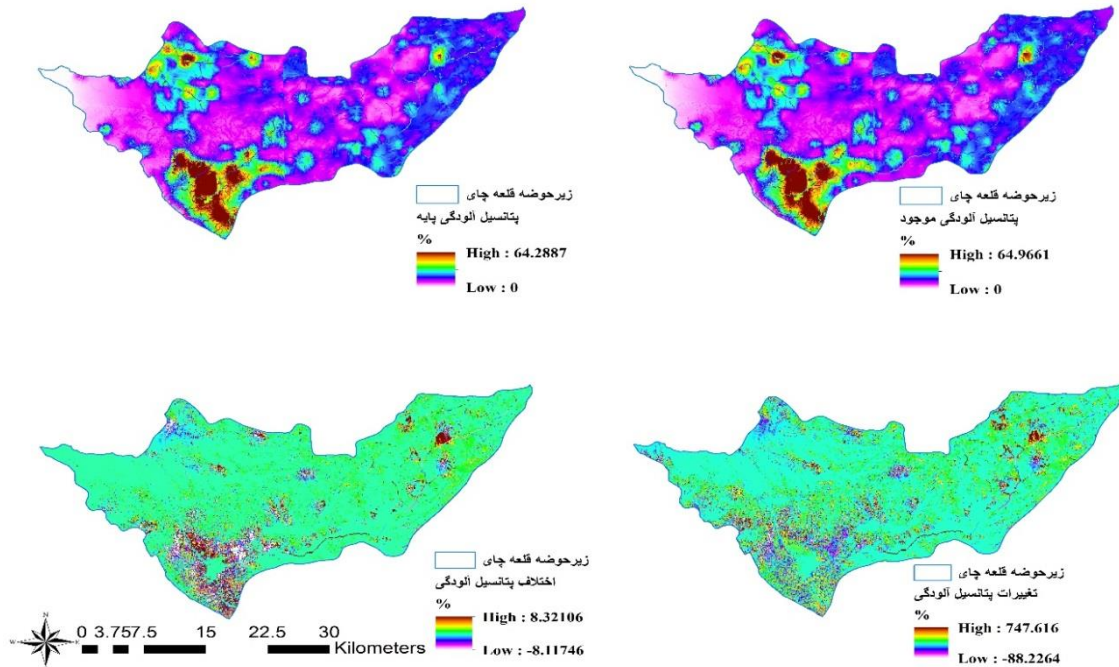 زیرحوضه قلعه چای
پتانسیل آلودگی پایه
%
High : 64.2887
Low : 0
زیرحوضه قلعه چای
پتانسیل آلودگی موجود
%
High : 64.9661
Low : 0
زیرحوضه قلعه چای
اختلاف پتانسیل آلودگی
%
High : 8.32106
Low : -8.11746
زیرحوضه قلعه چای
تغییرات پتانسیل آلودگی
%
High : 747.616
Low : -88.2264
N
W E
S
0 3.75 7.5 15 22.5 30
Kilometers